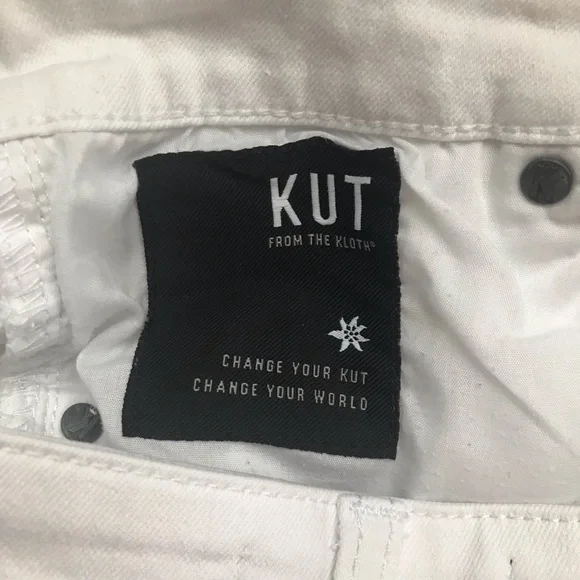 KUT
FROM THE KLOTH®
CHANGE YOUR KUT
CHANGE YOUR WORLD